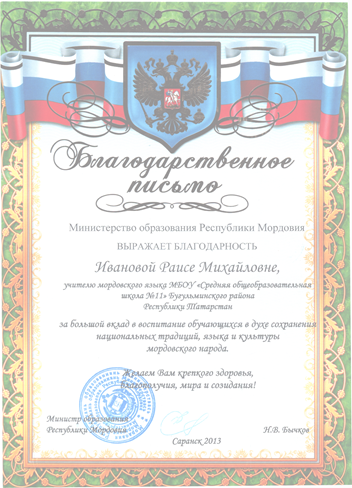 Благодарственное
письмо
Министерство образования Республики Мордовия
ВЫРАЖАЕТ БЛАГОДАРНОСТЬ
Ивановой Раисе Михайловне,
учителю мордовского языка МБОУ «Средняя общеобразовательная
школа №11» Бугульминского района
Республики Татарстан
за большой вклад в воспитание обучающихся в духе сохранения
национальных традиций, языка и культуры
мордовского народа.
Желаем Вам крепкого здоровья,
благополучия, мира и созидания!
Министр образования
Республики Мордовия
Н.В. Бычков
Саранск 2013